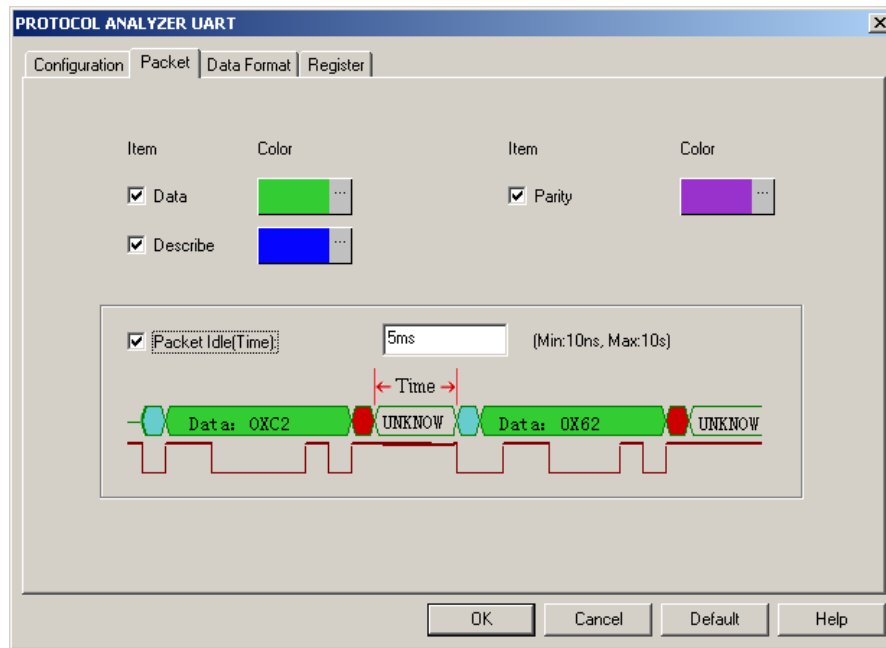 PROTOCOL ANALYZER UART
Configuration Packet Data Format Register
Item Color Item Color
Data ... Parity ...
Describe ...
Packet Idle(Time): 5ms (Min:10ns, Max:10s)
Time
Data: 0XC2 UNKNOW Data: 0X62 UNKNOW
OK Cancel Default Help